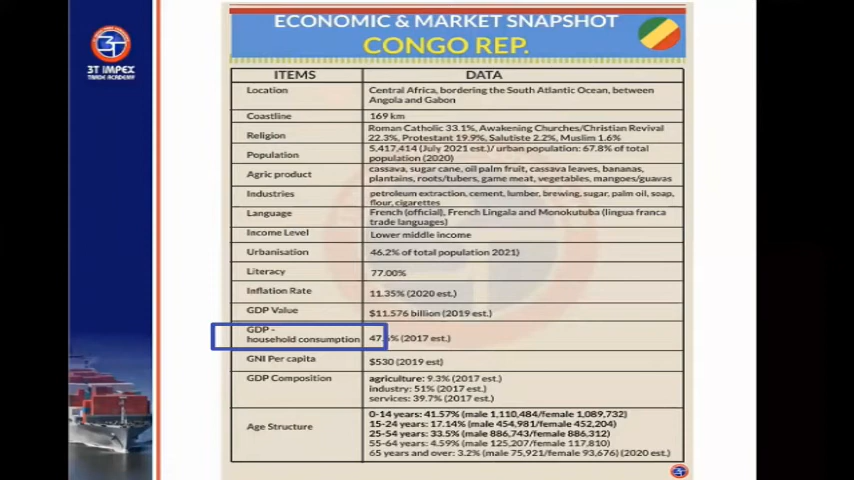 3T IMPEX
TRADE ACADEMY
ECONOMIC & MARKET SNAPSHOT
CONGO REP.
ITEMS DATA
Location Central Africa, bordering the South Atlantic Ocean, between
Angola and Gabon
Coastline 169 km
Religion Roman Catholic 33.1%, Awakening Churches/Christian Revival
22.3%, Protestant 19.9%, Salutiste 2.2%, Muslim 1.6%
Population 5,417,414 (July 2021 est.)/ urban population: 67.8% of total
population (2020)
Agric product cassava, sugar cane, oil palm fruit, cassava leaves, bananas,
plantains, roots/tubers, game meat, vegetables, mangoes/guavas
Industries petroleum extraction, cement, lumber, brewing, sugar, palm oil, soap,
flour, cigarettes
Language French (official), French Lingala and Monokutuba (lingua franca
trade languages)
Income Level Lower middle income
Urbanisation 46.2% of total population 2021)
Literacy 77.00%
Inflation Rate 11.35% (2020 est.)
GDP Value $11.576 billion (2019 est.)
GDP -
household consumption 47.6% (2017 est.)
GNI Per capita $530 (2019 est)
GDP Composition agriculture: 9.3% (2017 est.)
industry: 51% (2017 est.)
services: 39.7% (2017 est.)
Age Structure 0-14 years: 41.57% (male 1,110,484/female 1,089,732)
15-24 years: 17.14% (male 454,981/female 452,204)
25-54 years: 33.5% (male 886,743/female 886,312)
55-64 years: 4.59% (male 125,207/female 117,810)
65 years and over: 3.2% (male 75,921/female 93,676) (2020 est.)